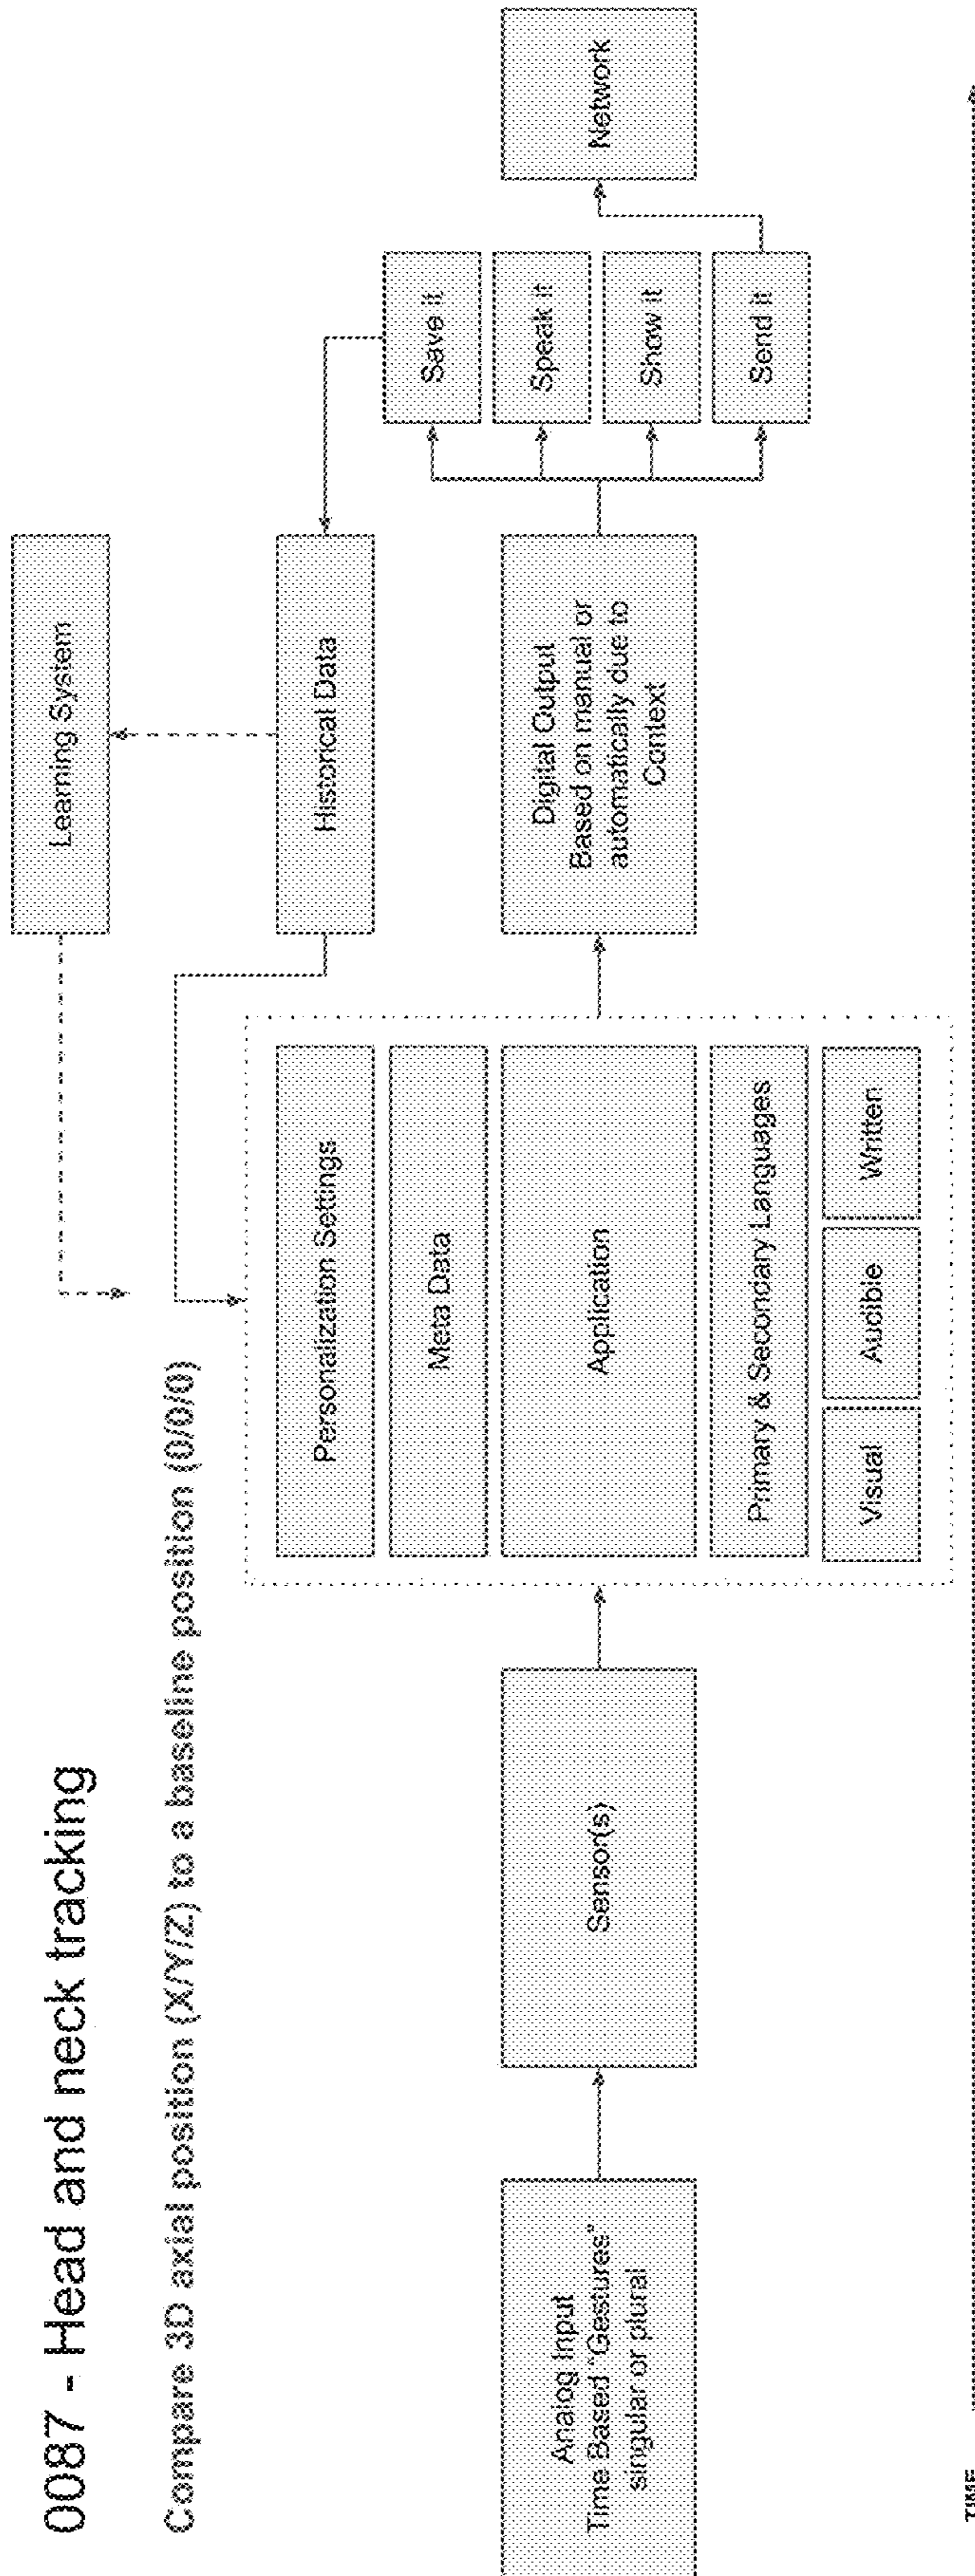 0087 - Head and neck tracking
Compare 3D axial position (X/Y/Z) to a baseline position (0/0/0)
Analog Input
Time Based "Gestures"
singular or plural
Sensor(s)
Personalization Settings
Meta Data
Application
Primary & Secondary Languages
Visual
Audible
Written
Learning System
Historical Data
Digital Output
Based on manual or
automatically due to
Context
Save it
Speak it
Show it
Send it
Network
TIME